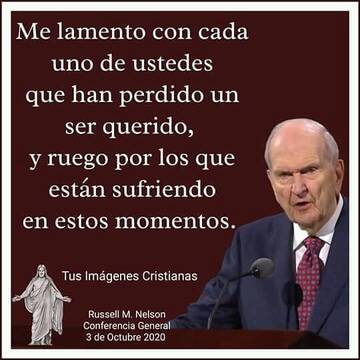 Me lamento con cada
uno de ustedes
que han perdido un
ser querido,
y ruego por los que
están sufriendo
en estos momentos.
Tus Imágenes Cristianas
Russell M. Nelson
Conferencia General
3 de Octubre 2020